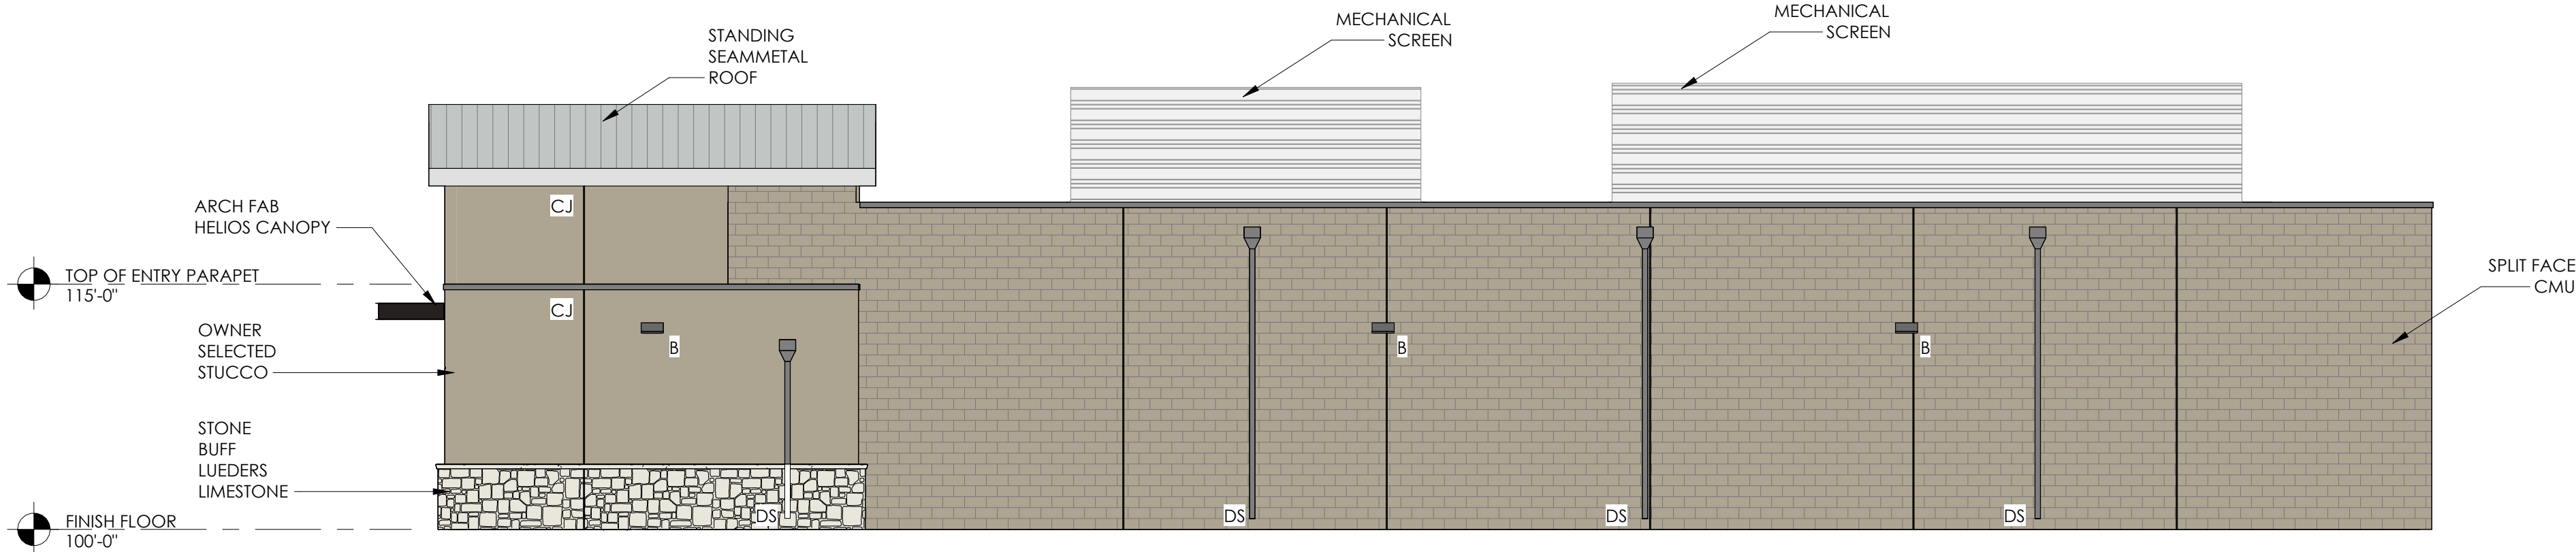 MECHANICAL
SCREEN
MECHANICAL
SCREEN
STANDING
SEAMMETAL
ROOF
ARCH FAB
HELIOS CANOPY
CJ
TOP OF ENTRY PARAPET
115'-0"
SPLIT FACE
CMU
CJ
OWNER
SELECTED
STUCCO
B
B
B
STONE
BUFF
LUEDERS
LIMESTONE
DS
DS
DS
DS
FINISH FLOOR
100'-0"